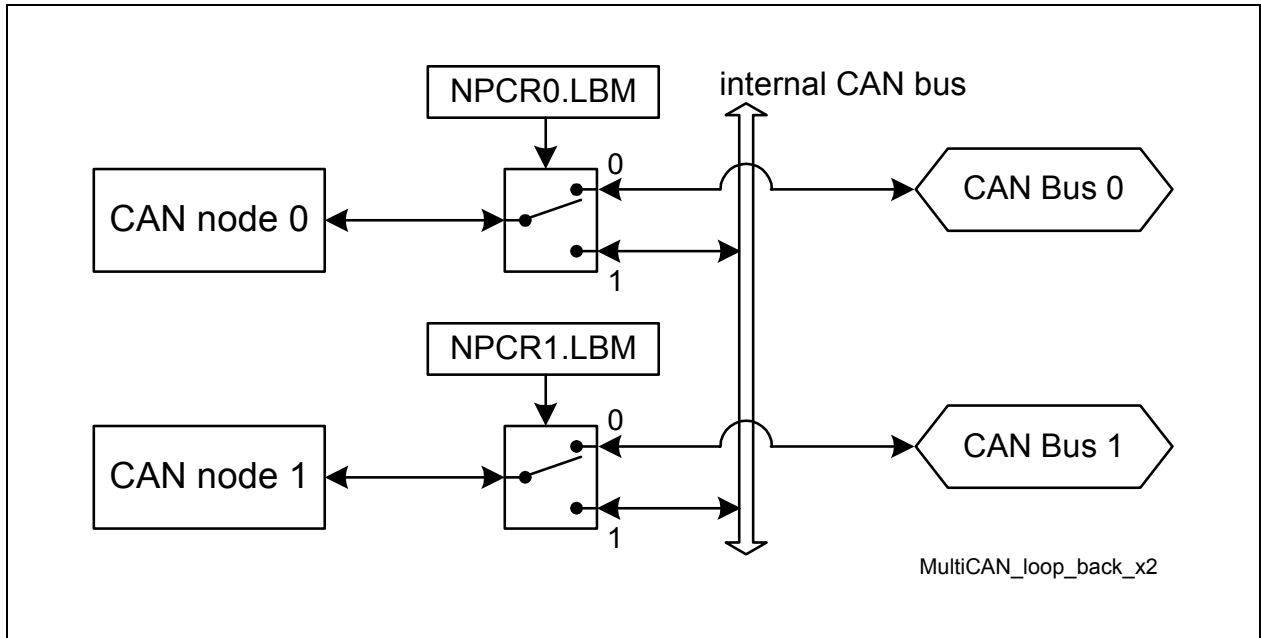 NPCR0.LBM
internal CAN bus
0
CAN node 0
CAN Bus 0
1
NPCR1.LBM
0
CAN node 1
CAN Bus 1
1
MultiCAN_loop_back_x2